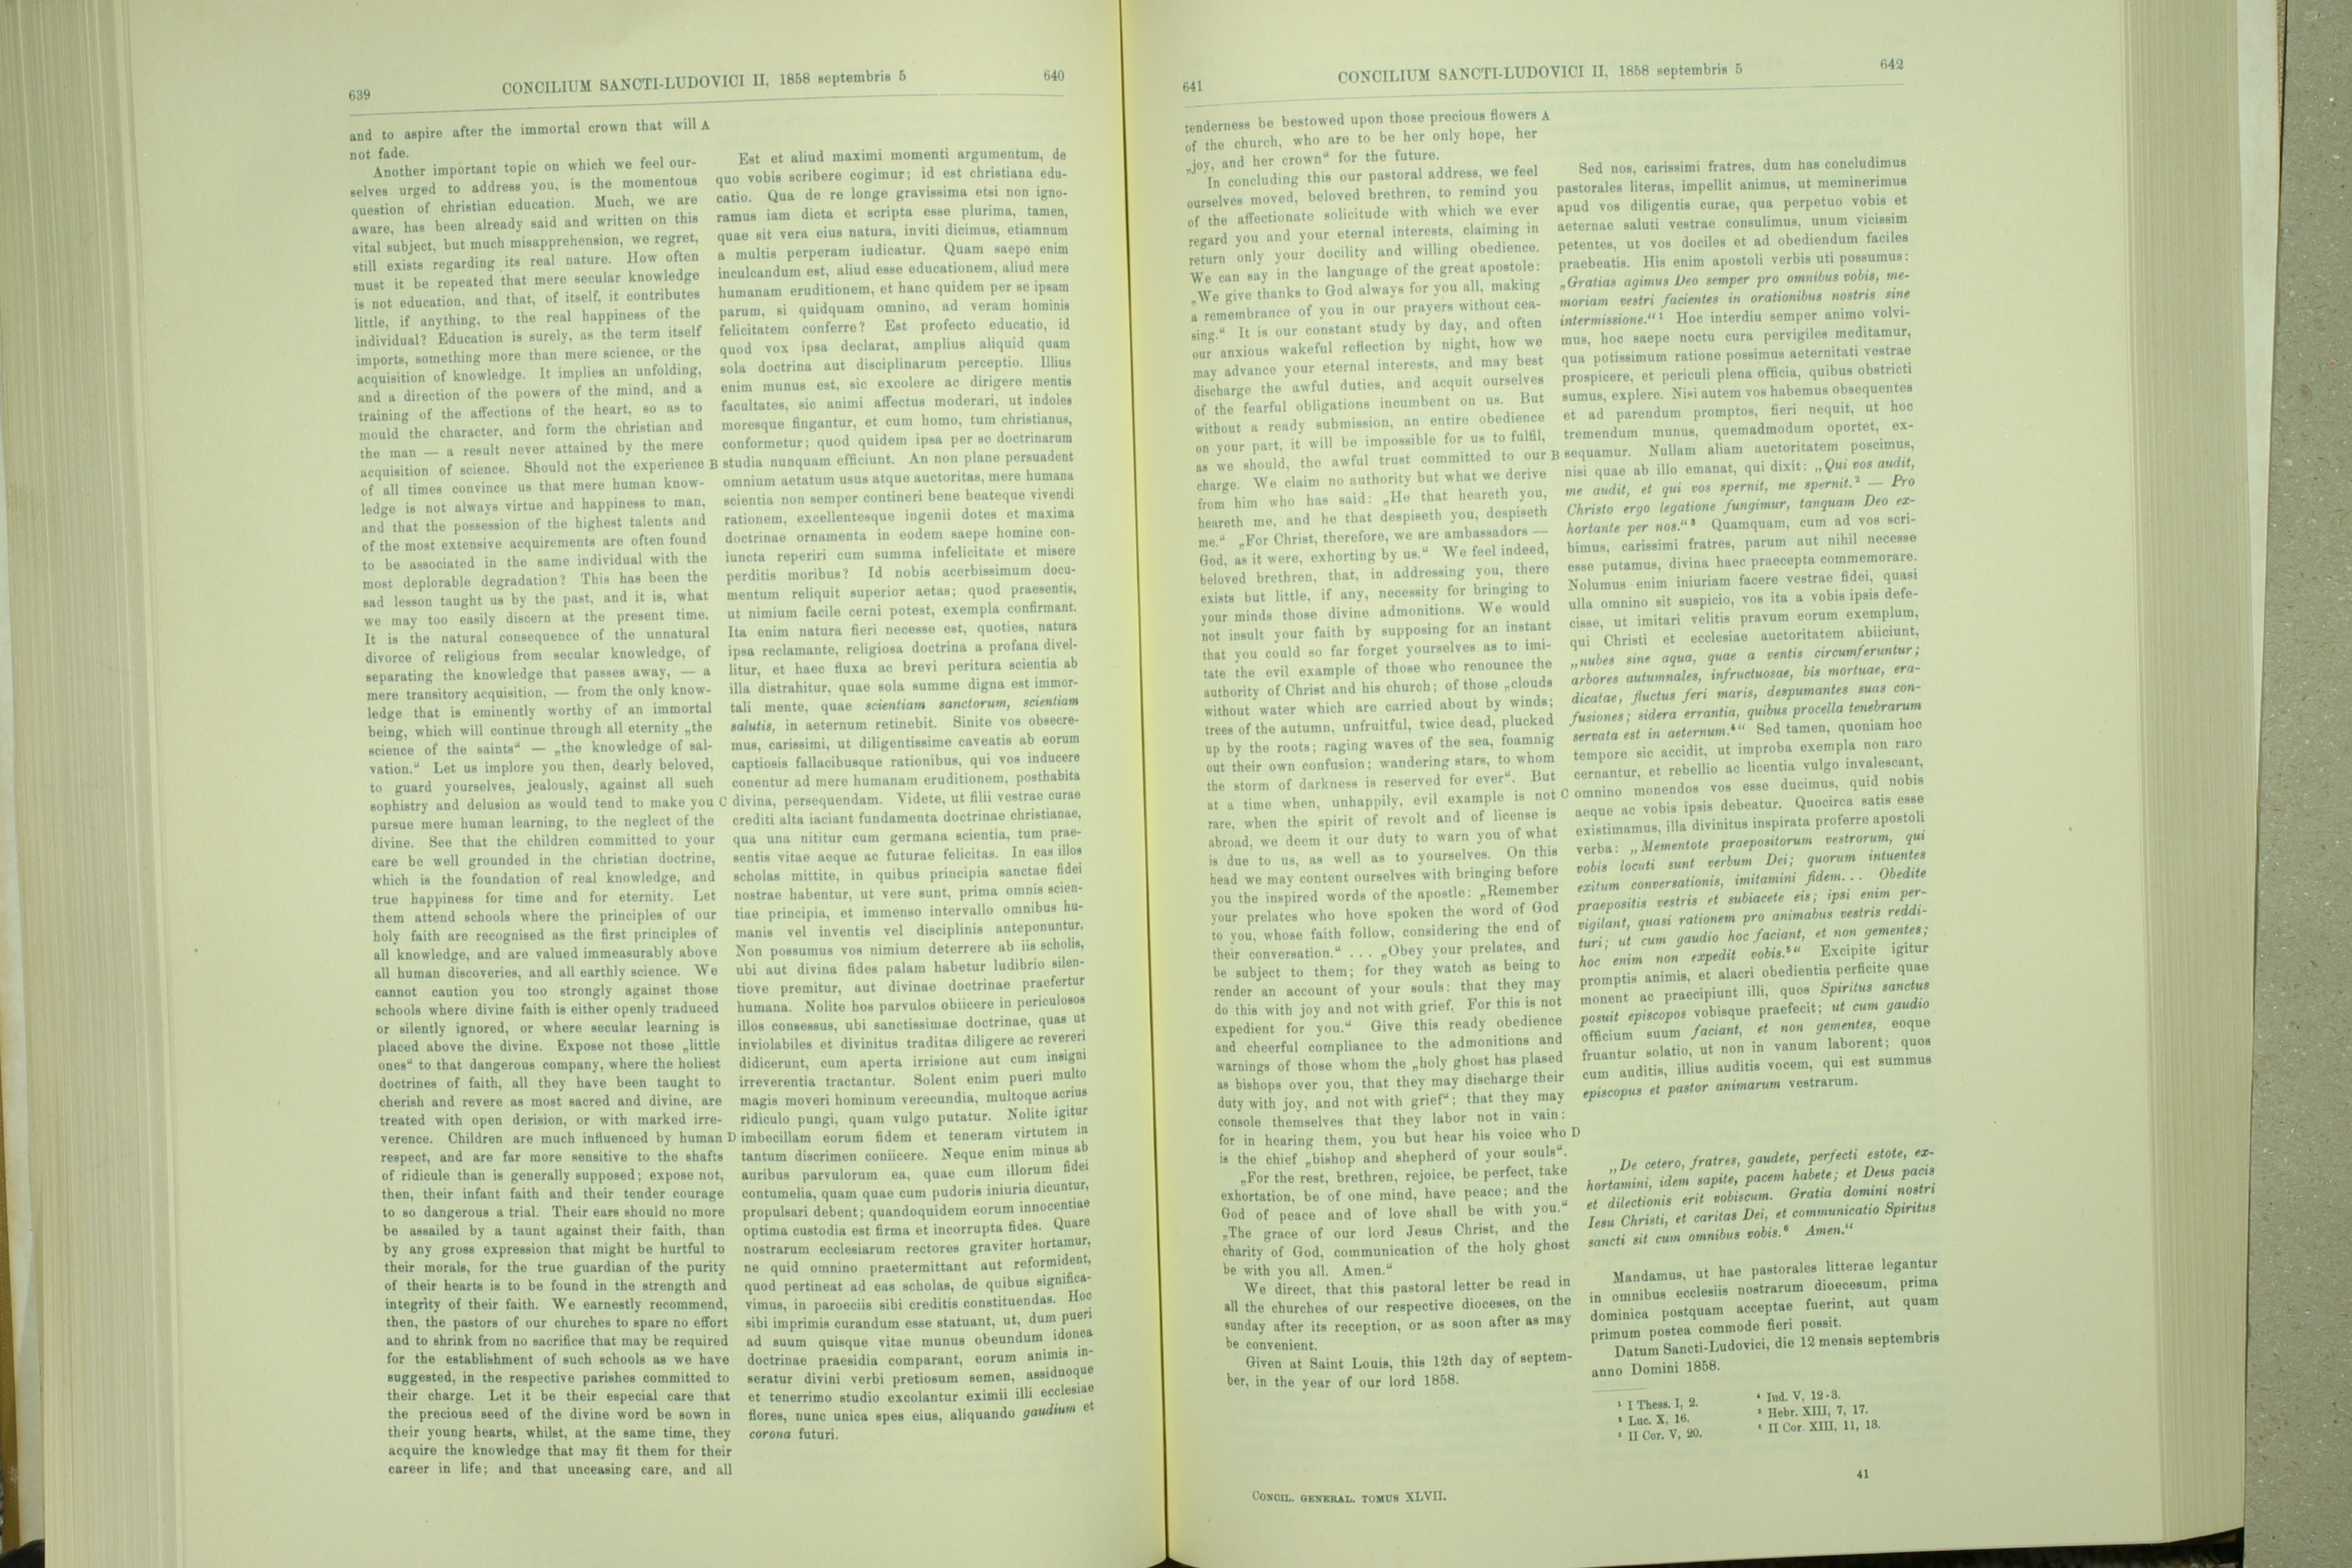 639
CONCILIUM SANCTI-LUDOVICI II, 1858 septembris 5
640
and to aspire after the immortal crown that will A
not fade.
Another important topic on which we feel our-
selves urged to address you, is the momentous
question of christian education. Much, we are
aware, has been already said and written on this
vital subject, but much misapprehension, we regret,
still exists regarding its real nature. How often
must it be repeated that mere secular knowledge
is not education, and that, of itself, it contributes
little, if anything, to the real happiness of the
individual? Education is surely, as the term itself
imports, something more than mere science, or the
acquisition of knowledge. It implies an unfolding,
and a direction of the powers of the mind, and a
training of the affections of the heart, so as to
mould the character, and form the christian and
the man — a result never attained by the mere
acquisition of science. Should not the experience B
of all times convince us that mere human know-
ledge is not always virtue and happiness to man,
and that the possession of the highest talents and
of the most extensive acquirements are often found
to be associated in the same individual with the
most deplorable degradation? This has been the
sad lesson taught us by the past, and it is, what
we may too easily discern at the present time.
It is the natural consequence of the unnatural
divorce of religious from secular knowledge, of
separating the knowledge that passes away, — a
mere transitory acquisition, — from the only know-
ledge that is eminently worthy of an immortal
being, which will continue through all eternity „the
science of the saints“ — „the knowledge of sal-
vation.“ Let us implore you then, dearly beloved,
to guard yourselves, jealously, against all such
sophistry and delusion as would tend to make you C
pursue mere human learning, to the neglect of the
divine. See that the children committed to your
care be well grounded in the christian doctrine,
which is the foundation of real knowledge, and
true happiness for time and for eternity. Let
them attend schools where the principles of our
holy faith are recognised as the first principles of
all knowledge, and are valued immeasurably above
all human discoveries, and all earthly science. We
cannot caution you too strongly against those
schools where divine faith is either openly traduced
or silently ignored, or where secular learning is
placed above the divine. Expose not those „little
ones“ to that dangerous company, where the holiest
doctrines of faith, all they have been taught to
cherish and revere as most sacred and divine, are
treated with open derision, or with marked irre-
verence. Children are much influenced by human D
respect, and are far more sensitive to the shafts
of ridicule than is generally supposed; expose not,
then, their infant faith and their tender courage
to so dangerous a trial. Their ears should no more
be assailed by a taunt against their faith, than
by any gross expression that might be hurtful to
their morals, for the true guardian of the purity
of their hearts is to be found in the strength and
integrity of their faith. We earnestly recommend,
then, the pastors of our churches to spare no effort
and to shrink from no sacrifice that may be required
for the establishment of such schools as we have
suggested, in the respective parishes committed to
their charge. Let it be their especial care that
the precious seed of the divine word be sown in
their young hearts, whilst, at the same time, they
acquire the knowledge that may fit them for their
career in life; and that unceasing care, and all
Est et aliud maximi momenti argumentum, de
quo vobis scribere cogimur; id est christiana edu-
catio. Qua de re longe gravissima etsi non igno-
ramus iam dicta et scripta esse plurima, tamen,
quae sit vera eius natura, inviti dicimus, etiamnum
a multis perperam iudicatur. Quam saepe enim
inculcandum est, aliud esse educationem, aliud mere
humanam eruditionem, et hanc quidem per se ipsam
parum, si quidquam omnino, ad veram hominis
felicitatem conferre? Est profecto educatio, id
quod vox ipsa declarat, amplius aliquid quam
sola doctrina aut disciplinarum perceptio. Illius
enim munus est, sic excolere ac dirigere mentis
facultates, sic animi affectus moderari, ut indoles
moresque fingantur, et cum homo, tum christianus,
conformetur; quod quidem ipsa per se doctrinarum
studia nunquam efficiunt. An non plane persuadent
omnium aetatum usus atque auctoritas, mere humana
scientia non semper contineri bene beateque vivendi
rationem, excellentesque ingenii dotes et maxima
doctrinae ornamenta in eodem saepe homine con-
iuncta reperiri cum summa infelicitate et misere
perditis moribus? Id nobis acerbissimum docu-
mentum reliquit superior aetas; quod praesentis,
ut nimium facile cerni potest, exempla confirmant.
Ita enim natura fieri necesse est, quoties, natura
ipsa reclamante, religiosa doctrina a profana divel-
litur, et haec fluxa ac brevi peritura scientia ab
illa distrahitur, quae sola summe digna est immor-
tali mente, quae scientiam sanctorum, scientiam
salutis, in aeternum retinebit. Sinite vos obsecre-
mus, carissimi, ut diligentissime caveatis ab eorum
captiosis fallacibusque rationibus, qui vos inducere
conentur ad mere humanam eruditionem, posthabita
divina, persequendam. Videte, ut filii vestrae curae
crediti alta iaciant fundamenta doctrinae christianae,
qua una nititur cum germana scientia, tum prae-
sentis vitae aeque ac futurae felicitas. In eas illos
scholas mittite, in quibus principia sanctae fidei
nostrae habentur, ut vere sunt, prima omnis scien-
tiae principia, et immenso intervallo omnibus hu-
manis vel inventis vel disciplinis anteponuntur.
Non possumus vos nimium deterrere ab iis scholis,
ubi aut divina fides palam habetur ludibrio silen-
tiove premitur, aut divinae doctrinae praefertur
humana. Nolite hos parvulos obiicere in periculosos
illos consessus, ubi sanctissimae doctrinae, quas ut
inviolabiles et divinitus traditas diligere ac revereri
didicerunt, cum aperta irrisione aut cum insigni
irreverentia tractantur. Solent enim pueri multo
magis moveri hominum verecundia, multoque acrius
ridiculo pungi, quam vulgo putatur. Nolite igitur
imbecillam eorum fidem et teneram virtutem in
tantum discrimen coniicere. Neque enim minus ab
auribus parvulorum ea, quae cum illorum fidei
contumelia, quam quae cum pudoris iniuria dicuntur,
propulsari debent; quandoquidem eorum innocentiae
optima custodia est firma et incorrupta fides. Quare
nostrarum ecclesiarum rectores graviter hortamur,
ne quid omnino praetermittant aut reformident,
quod pertineat ad eas scholas, de quibus significa-
vimus, in paroeciis sibi creditis constituendas. Hoc
sibi imprimis curandum esse statuant, ut, dum pueri
ad suum quisque vitae munus obeundum idonea
doctrinae praesidia comparant, eorum animis in-
seratur divini verbi pretiosum semen, assiduoque
et tenerrimo studio excolantur eximii illi ecclesiae
flores, nunc unica spes eius, aliquando gaudium et
corona futuri.
641
CONCILIUM SANCTI-LUDOVICI II, 1858 septembris 5
642
tenderness be bestowed upon those precious flowers A
of the church, who are to be her only hope, her
„joy, and her crown“ for the future.
In concluding this our pastoral address, we feel
ourselves moved, beloved brethren, to remind you
of the affectionate solicitude with which we ever
regard you and your eternal interests, claiming in
return only your docility and willing obedience.
We can say in the language of the great apostole:
„We give thanks to God always for you all, making
a remembrance of you in our prayers without cea-
sing.“ It is our constant study by day, and often
our anxious wakeful reflection by night, how we
may advance your eternal interests, and may best
discharge the awful duties, and acquit ourselves
of the fearful obligations incumbent on us. But
without a ready submission, an entire obedience
on your part, it will be impossible for us to fulfil,
as we should, the awful trust committed to our B
charge. We claim no authority but what we derive
from him who has said: „He that heareth you,
heareth me, and he that despiseth you, despiseth
me.“ „For Christ, therefore, we are ambassadors —
God, as it were, exhorting by us.“ We feel indeed,
beloved brethren, that, in addressing you, there
exists but little, if any, necessity for bringing to
your minds those divine admonitions. We would
not insult your faith by supposing for an instant
that you could so far forget yourselves as to imi-
tate the evil example of those who renounce the
authority of Christ and his church; of those „clouds
without water which are carried about by winds;
trees of the autumn, unfruitful, twice dead, plucked
up by the roots; raging waves of the sea, foamnig
out their own confusion; wandering stars, to whom
the storm of darkness is reserved for ever“. But
at a time when, unhappily, evil example is not C
rare, when the spirit of revolt and of license is
abroad, we deem it our duty to warn you of what
is due to us, as well as to yourselves. On this
head we may content ourselves with bringing before
you the inspired words of the apostle: „Remember
your prelates who hove spoken the word of God
to you, whose faith follow, considering the end of
their conversation.“ . . . „Obey your prelates, and
be subject to them; for they watch as being to
render an account of your souls: that they may
do this with joy and not with grief. For this is not
expedient for you.“ Give this ready obedience
and cheerful compliance to the admonitions and
warnings of those whom the „holy ghost has plased
as bishops over you, that they may discharge their
duty with joy, and not with grief“; that they may
console themselves that they labor not in vain:
for in hearing them, you but hear his voice who D
is the chief „bishop and shepherd of your souls“.
„For the rest, brethren, rejoice, be perfect, take
exhortation, be of one mind, have peace; and the
God of peace and of love shall be with you.“
„The grace of our lord Jesus Christ, and the
charity of God, communication of the holy ghost
be with you all. Amen.“
We direct, that this pastoral letter be read in
all the churches of our respective dioceses, on the
sunday after its reception, or as soon after as may
be convenient.
Given at Saint Louis, this 12th day of septem-
ber, in the year of our lord 1858.
Sed nos, carissimi fratres, dum has concludimus
pastorales literas, impellit animus, ut meminerimus
apud vos diligentis curae, qua perpetuo vobis et
aeternae saluti vestrae consulimus, unum vicissim
petentes, ut vos dociles et ad obediendum faciles
praebeatis. His enim apostoli verbis uti possumus:
„Gratias agimus Deo semper pro omnibus vobis, me-
moriam vestri facientes in orationibus nostris sine
intermissione.“ ¹ Hoc interdiu semper animo volvi-
mus, hoc saepe noctu cura pervigiles meditamur,
qua potissimum ratione possimus aeternitati vestrae
prospicere, et periculi plena officia, quibus obstricti
sumus, explere. Nisi autem vos habemus obsequentes
et ad parendum promptos, fieri nequit, ut hoc
tremendum munus, quemadmodum oportet, ex-
sequamur. Nullam aliam auctoritatem poscimus,
nisi quae ab illo emanat, qui dixit: „Qui vos audit,
me audit, et qui vos spernit, me spernit.² — Pro
Christo ergo legatione fungimur, tanquam Deo ex-
hortante per nos.“ ³ Quamquam, cum ad vos scri-
bimus, carissimi fratres, parum aut nihil necesse
esse putamus, divina haec praecepta commemorare.
Nolumus enim iniuriam facere vestrae fidei, quasi
ulla omnino sit suspicio, vos ita a vobis ipsis defe-
cisse, ut imitari velitis pravum eorum exemplum,
qui Christi et ecclesiae auctoritatem abiiciunt,
„nubes sine aqua, quae a ventis circumferuntur;
arbores autumnales, infructuosae, bis mortuae, era-
dicatae, fluctus feri maris, despumantes suas con-
fusiones; sidera errantia, quibus procella tenebrarum
servata est in aeternum.⁴“ Sed tamen, quoniam hoc
tempore sic accidit, ut improba exempla non raro
cernantur, et rebellio ac licentia vulgo invalescant,
omnino monendos vos esse ducimus, quid nobis
aeque ac vobis ipsis debeatur. Quocirca satis esse
existimamus, illa divinitus inspirata proferre apostoli
verba: „Mementote praepositorum vestrorum, qui
vobis locuti sunt verbum Dei; quorum intuentes
exitum conversationis, imitamini fidem. . . Obedite
praepositis vestris et subiacete eis; ipsi enim per-
vigilant, quasi rationem pro animabus vestris reddi-
turi; ut cum gaudio hoc faciant, et non gementes;
hoc enim non expedit vobis.⁵“ Excipite igitur
promptis animis, et alacri obedientia perficite quae
monent ac praecipiunt illi, quos Spiritus sanctus
posuit episcopos vobisque praefecit; ut cum gaudio
officium suum faciant, et non gementes, eoque
fruantur solatio, ut non in vanum laborent; quos
cum auditis, illius auditis vocem, qui est summus
episcopus et pastor animarum vestrarum.
„De cetero, fratres, gaudete, perfecti estote, ex-
hortamini, idem sapite, pacem habete; et Deus pacis
et dilectionis erit vobiscum. Gratia domini nostri
Iesu Christi, et caritas Dei, et communicatio Spiritus
sancti sit cum omnibus vobis.⁶ Amen.“
Mandamus, ut hae pastorales litterae legantur
in omnibus ecclesiis nostrarum dioecesum, prima
dominica postquam acceptae fuerint, aut quam
primum postea commode fieri possit.
Datum Sancti-Ludovici, die 12 mensis septembris
anno Domini 1858.
¹ I Thess. I, 2.
² Luc. X, 16.
³ II Cor. V, 20.
⁴ Iud. V, 12-3.
⁵ Hebr. XIII, 7, 17.
⁶ II Cor. XIII, 11, 13.
41
CONCIL. GENERAL. TOMUS XLVII.